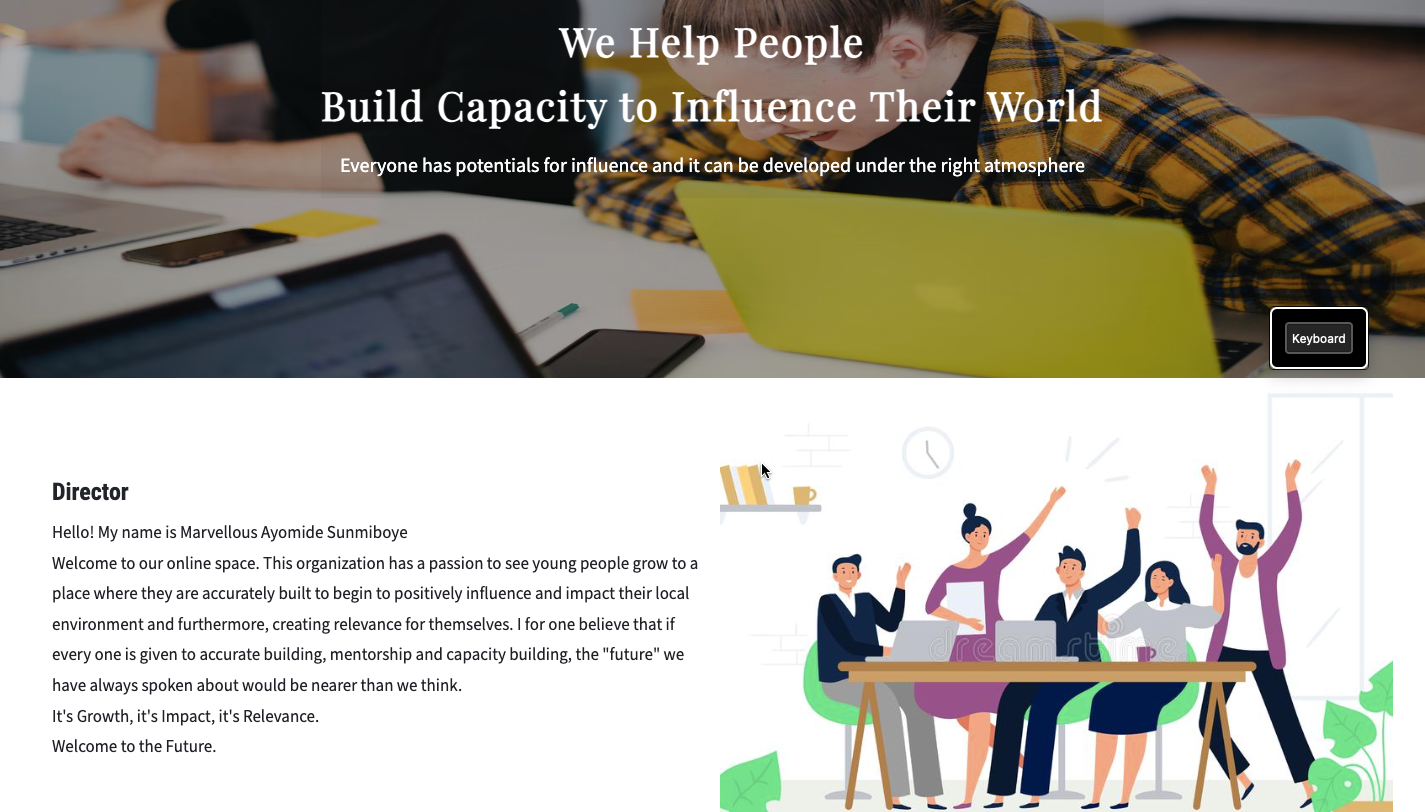 We Help People
Build Capacity to Influence Their World
Everyone has potentials for influence and it can be developed under the right atmosphere
Keyboard
Director
Hello! My name is Marvellous Ayomide Sunmiboye
Welcome to our online space. This organization has a passion to see young people grow to a
place where they are accurately built to begin to positively influence and impact their local
environment and furthermore, creating relevance for themselves. I for one believe that if
every one is given to accurate building, mentorship and capacity building, the "future" we
have always spoken about would be nearer than we think.
It's Growth, it's Impact, it's Relevance.
Welcome to the Future.
dreamstime